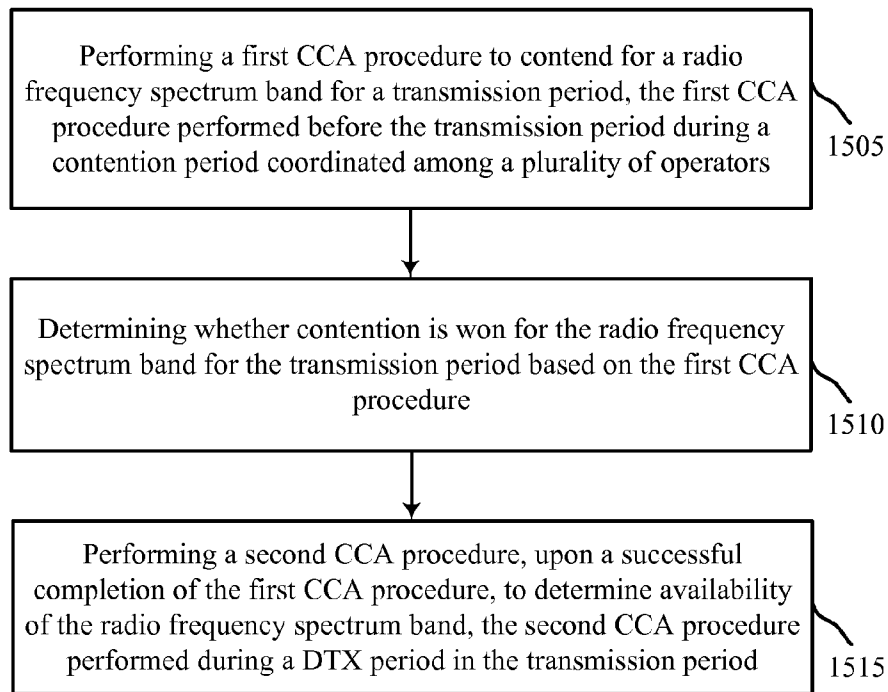 Performing a first CCA procedure to contend for a radio
frequency spectrum band for a transmission period, the first CCA
procedure performed before the transmission period during a
contention period coordinated among a plurality of operators
1505
Determining whether contention is won for the radio frequency
spectrum band for the transmission period based on the first CCA
procedure
1510
Performing a second CCA procedure, upon a successful
completion of the first CCA procedure, to determine availability
of the radio frequency spectrum band, the second CCA procedure
performed during a DTX period in the transmission period
1515